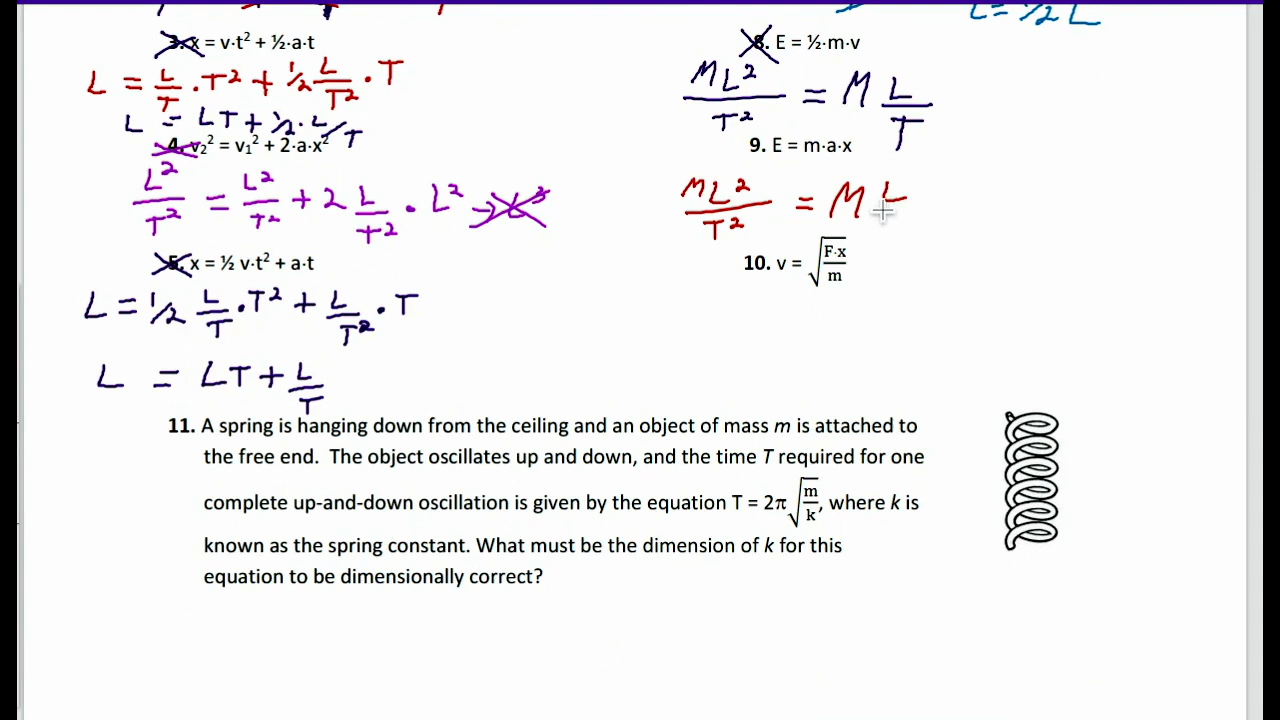 3. x = v·t² + ½·a·t
L = L/T · T² + ½ L/T² · T
L = LT + ½ · L/T
4. v₂² = v₁² + 2·a·x²
L²/T² = L²/T² + 2 L/T² · L² → L³
5. x = ½ v·t² + a·t
L = ½ L/T · T² + L/T² · T
L = LT + L/T
L = ½ L
8. E = ½·m·v
ML²/T² = M L/T
9. E = m·a·x
ML²/T² = M L
10. v = √(F·x/m)
11. A spring is hanging down from the ceiling and an object of mass m is attached to
the free end. The object oscillates up and down, and the time T required for one
complete up-and-down oscillation is given by the equation T = 2π √(m/k), where k is
known as the spring constant. What must be the dimension of k for this
equation to be dimensionally correct?